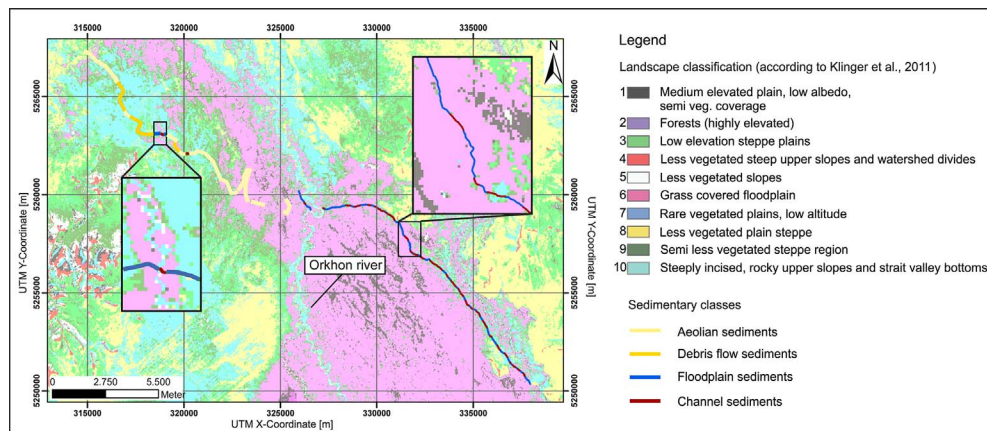 315000 320000 325000 330000 335000
N
5265000
5260000
5255000
5250000
UTM Y-Coordinate [m]
5265000
5260000
5255000
5250000
UTM Y-Coordinate [m]
Orkhon river
0 2.750 5.500
Meter
315000 320000 325000 330000 335000
UTM X-Coordinate [m]
Legend
Landscape classification (according to Klinger et al., 2011)
1 Medium elevated plain, low albedo,
semi veg. coverage
2 Forests (highly elevated)
3 Low elevation steppe plains
4 Less vegetated steep upper slopes and watershed divides
5 Less vegetated slopes
6 Grass covered floodplain
7 Rare vegetated plains, low altitude
8 Less vegetated plain steppe
9 Semi less vegetated steppe region
10 Steeply incised, rocky upper slopes and strait valley bottoms
Sedimentary classes
Aeolian sediments
Debris flow sediments
Floodplain sediments
Channel sediments